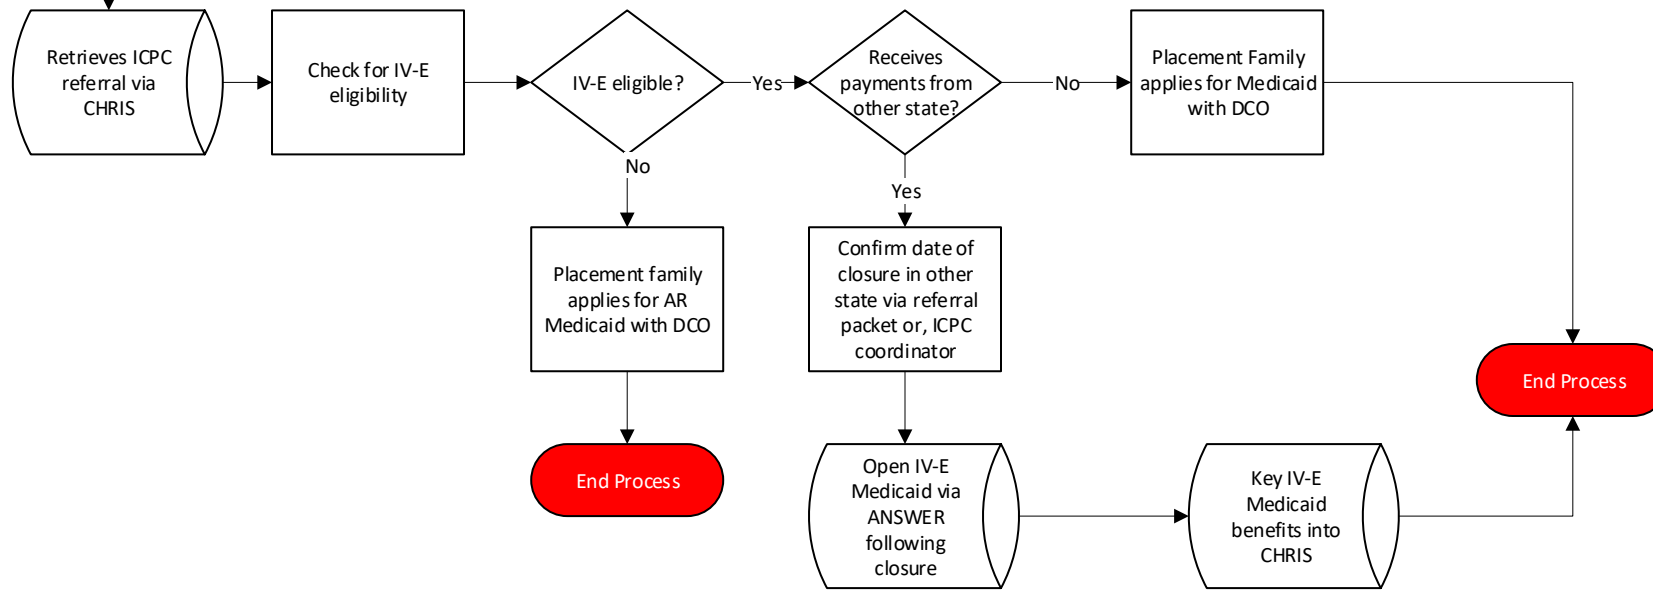 Retrieves ICPC
referral via
CHRIS
Check for IV-E
eligibility
IV-E eligible?
Yes
Receives
payments from
other state?
No
Placement Family
applies for Medicaid
with DCO
No
Yes
Placement family
applies for AR
Medicaid with DCO
Confirm date of
closure in other
state via referral
packet or, ICPC
coordinator
End Process
End Process
Open IV-E
Medicaid via
ANSWER
following
closure
Key IV-E
Medicaid
benefits into
CHRIS